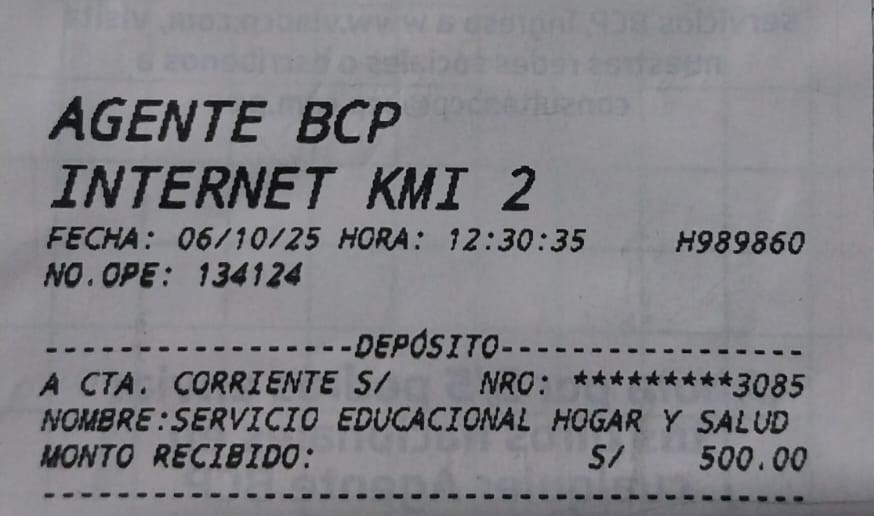 AGENTE BCP
INTERNET KMI 2
FECHA: 06/10/25 HORA: 12:30:35 H989860
NO.OPE: 134124
-----------------DEPÓSITO-----------------
A CTA. CORRIENTE S/ NRO: *********3085
NOMBRE:SERVICIO EDUCACIONAL HOGAR Y SALUD
MONTO RECIBIDO: S/ 500.00
------------------------------------------